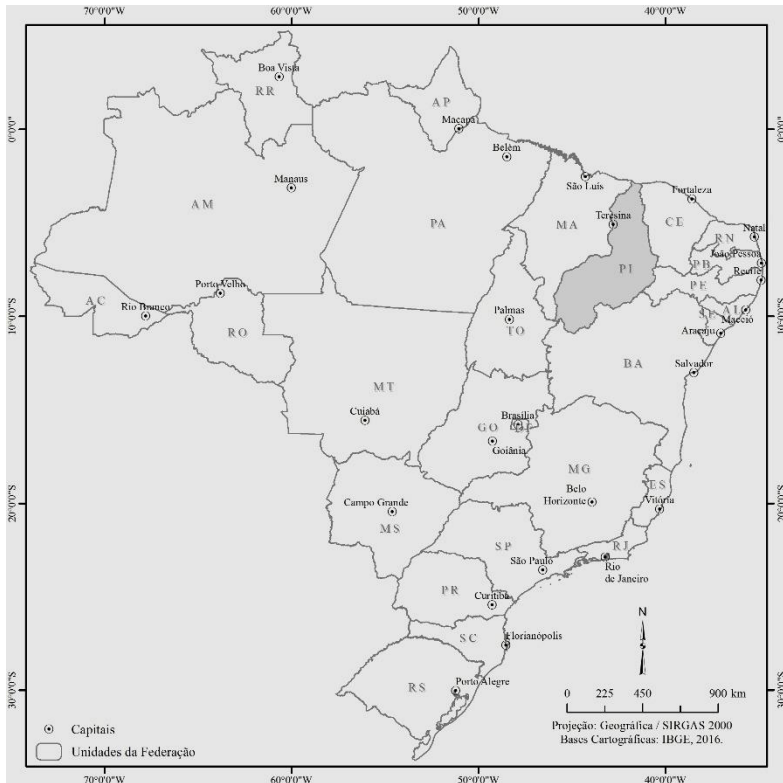 70°0'0"W 60°0'0"W 50°0'0"W 40°0'0"W
Boa Vista
RR
AP
Macapá
0°0'0" 0°0'0"
Belém
São Luís
Manaus
Fortaleza
AM
PA
MA
Teresina
CE
Natal
RN
João Pessoa
PI
PB
Recife
PE
Porto Velho
AC
Rio Branco
10°0'0"S 10°0'0"S
Palmas
TO
AL
SE
Maceió
Aracaju
RO
BA
MT
Salvador
Cuiabá
Brasília
GO
DF
Goiânia
MG
Belo
Horizonte
ES
Vitória
20°0'0"S 20°0'0"S
Campo Grande
MS
SP
RJ
São Paulo
Rio
de Janeiro
PR
Curitiba
N
SC
Florianópolis
RS
Porto Alegre
30°0'0"S 30°0'0"S
0 225 450 900 km
Projeção: Geográfica / SIRGAS 2000
Bases Cartográficas: IBGE, 2016.
Capitais
Unidades da Federação
70°0'0"W 60°0'0"W 50°0'0"W 40°0'0"W